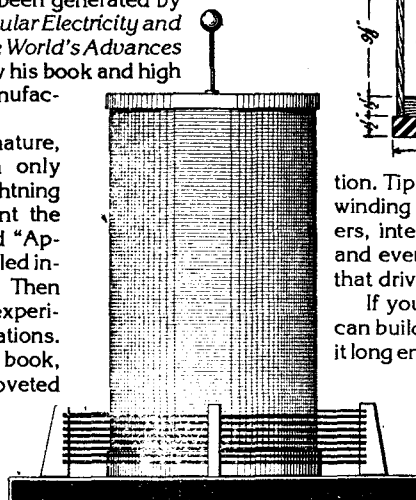 been generated by
ular Electricity and
World's Advances
his book and high
nufac-
nature,
only
ghtning
nt the
"Ap-
led in-
Then
experi-
ations.
book,
oveted
tion. Tip
winding
ers, inte
and eve
that driv
If you
can build
it long en